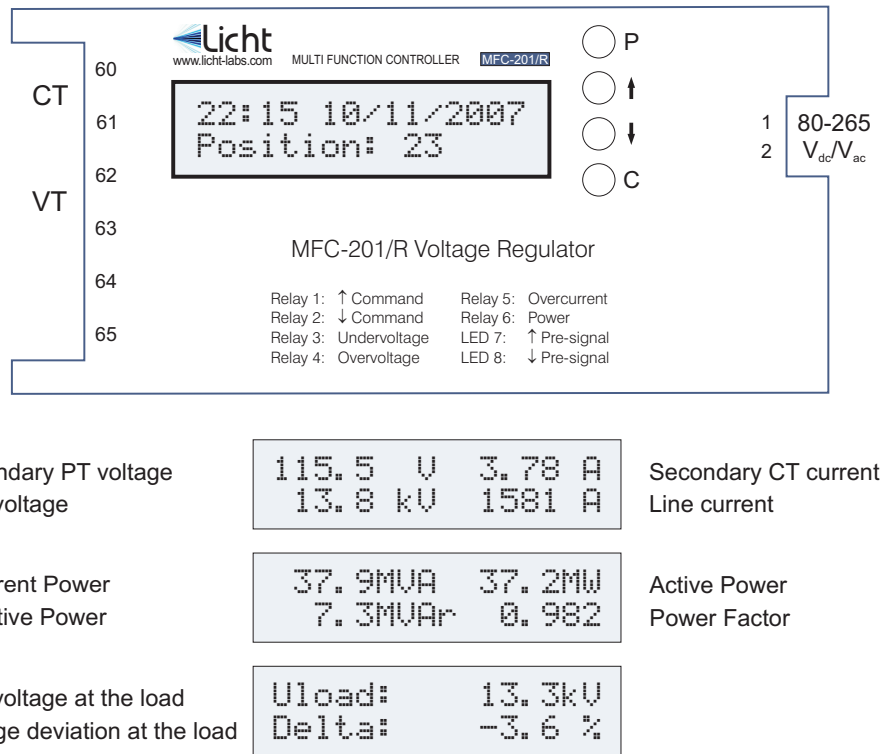 Licht
www.licht-labs.com MULTI FUNCTION CONTROLLER MFC-201/R
P
↑
↓
C
22:15 10/11/2007
Position: 23
CT
VT
60
61
62
63
64
65
1 80-265
2 Vdc/Vac
MFC-201/R Voltage Regulator
Relay 1: ↑ Command Relay 5: Overcurrent
Relay 2: ↓ Command Relay 6: Power
Relay 3: Undervoltage LED 7: ↑ Pre-signal
Relay 4: Overvoltage LED 8: ↓ Pre-signal
PT voltage 115.5 V 3.78 A Secondary CT current
voltage 13.8 kV 1581 A Line current
Power 37.9MVA 37.2MW Active Power
Power 7.3MVAr 0.982 Power Factor
voltage at the load Uload: 13.3kV
deviation at the load Delta: -3.6 %